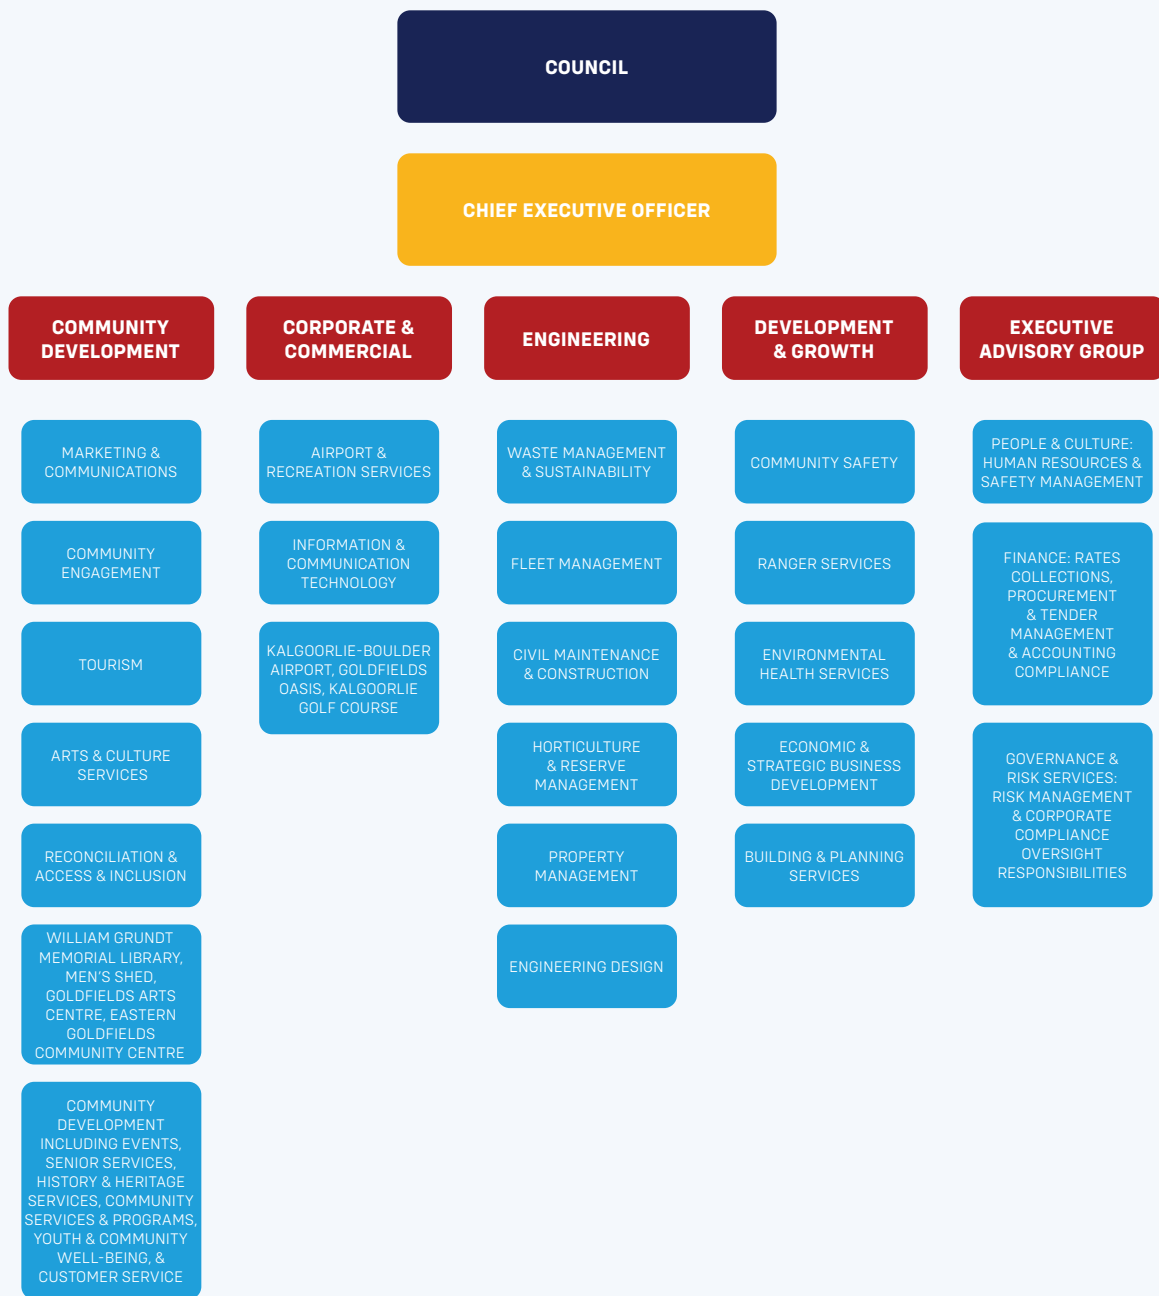 COUNCIL
CHIEF EXECUTIVE OFFICER
COMMUNITY
DEVELOPMENT
MARKETING &
COMMUNICATIONS
COMMUNITY
ENGAGEMENT
TOURISM
ARTS & CULTURE
SERVICES
RECONCILIATION &
ACCESS & INCLUSION
WILLIAM GRUNDT
MEMORIAL LIBRARY,
MEN'S SHED,
GOLDFIELDS ARTS
CENTRE, EASTERN
GOLDFIELDS
COMMUNITY CENTRE
COMMUNITY
DEVELOPMENT
INCLUDING EVENTS,
SENIOR SERVICES,
HISTORY & HERITAGE
SERVICES, COMMUNITY
SERVICES & PROGRAMS,
YOUTH & COMMUNITY
WELL-BEING, &
CUSTOMER SERVICE
CORPORATE &
COMMERCIAL
AIRPORT &
RECREATION SERVICES
INFORMATION &
COMMUNICATION
TECHNOLOGY
KALGOORLIE-BOULDER
AIRPORT, GOLDFIELDS
OASIS, KALGOORLIE
GOLF COURSE
ENGINEERING
WASTE MANAGEMENT
& SUSTAINABILITY
FLEET MANAGEMENT
CIVIL MAINTENANCE
& CONSTRUCTION
HORTICULTURE
& RESERVE
MANAGEMENT
PROPERTY
MANAGEMENT
ENGINEERING DESIGN
DEVELOPMENT
& GROWTH
COMMUNITY SAFETY
RANGER SERVICES
ENVIRONMENTAL
HEALTH SERVICES
ECONOMIC &
STRATEGIC BUSINESS
DEVELOPMENT
BUILDING & PLANNING
SERVICES
EXECUTIVE
ADVISORY GROUP
PEOPLE & CULTURE:
HUMAN RESOURCES &
SAFETY MANAGEMENT
FINANCE: RATES
COLLECTIONS,
PROCUREMENT
& TENDER
MANAGEMENT
& ACCOUNTING
COMPLIANCE
GOVERNANCE &
RISK SERVICES:
RISK MANAGEMENT
& CORPORATE
COMPLIANCE
OVERSIGHT
RESPONSIBILITIES